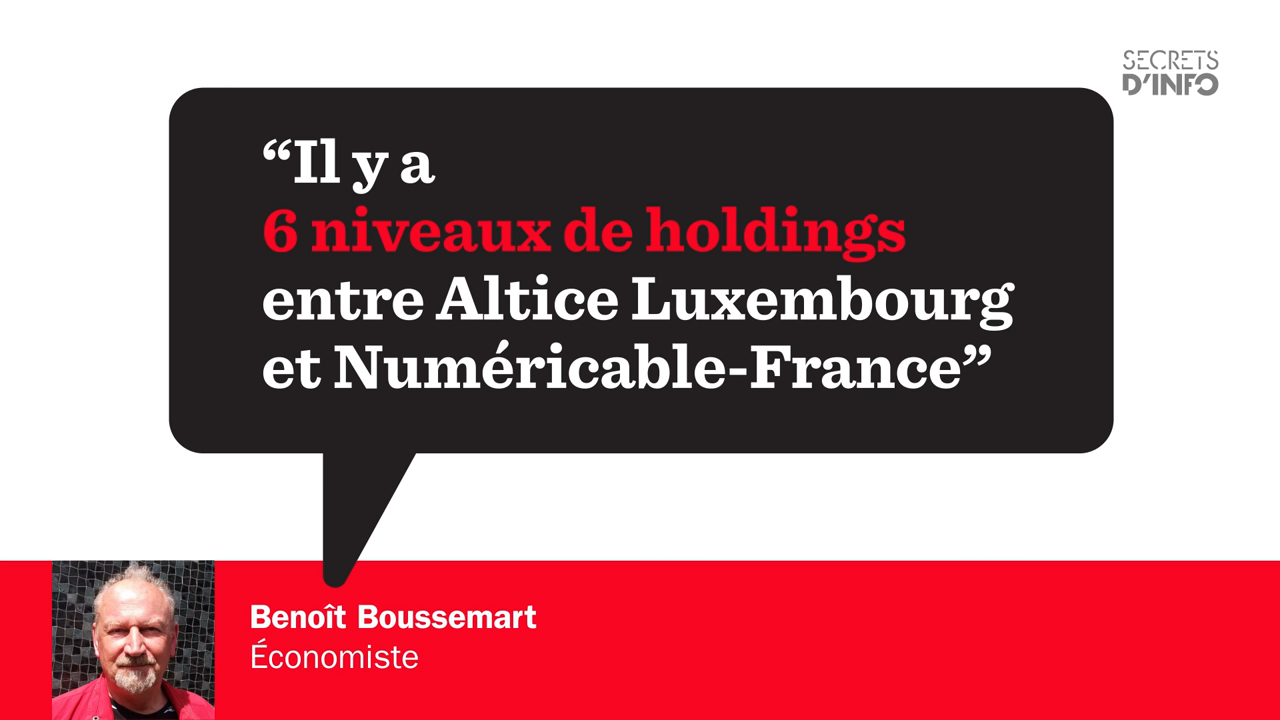 SECRETS
D'INFO
“Il y a
6 niveaux de holdings
entre Altice Luxembourg
et Numéricable-France”
Benoît Boussemart
Économiste